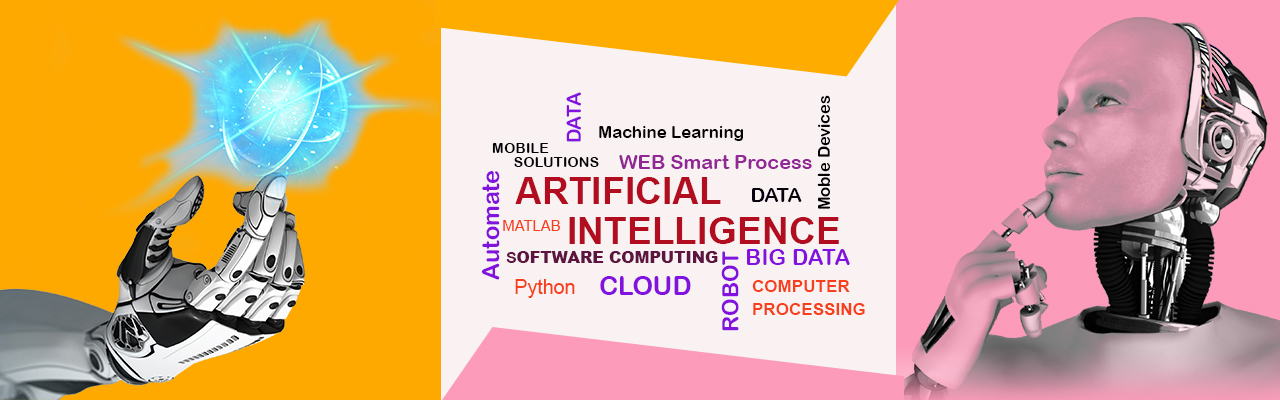 DATA
Machine Learning
Moble Devices
MOBILE
SOLUTIONS
WEB Smart Process
Automate
ARTIFICIAL
DATA
MATLAB
INTELLIGENCE
SOFTWARE COMPUTING
ROBOT
BIG DATA
Python
CLOUD
COMPUTER
PROCESSING